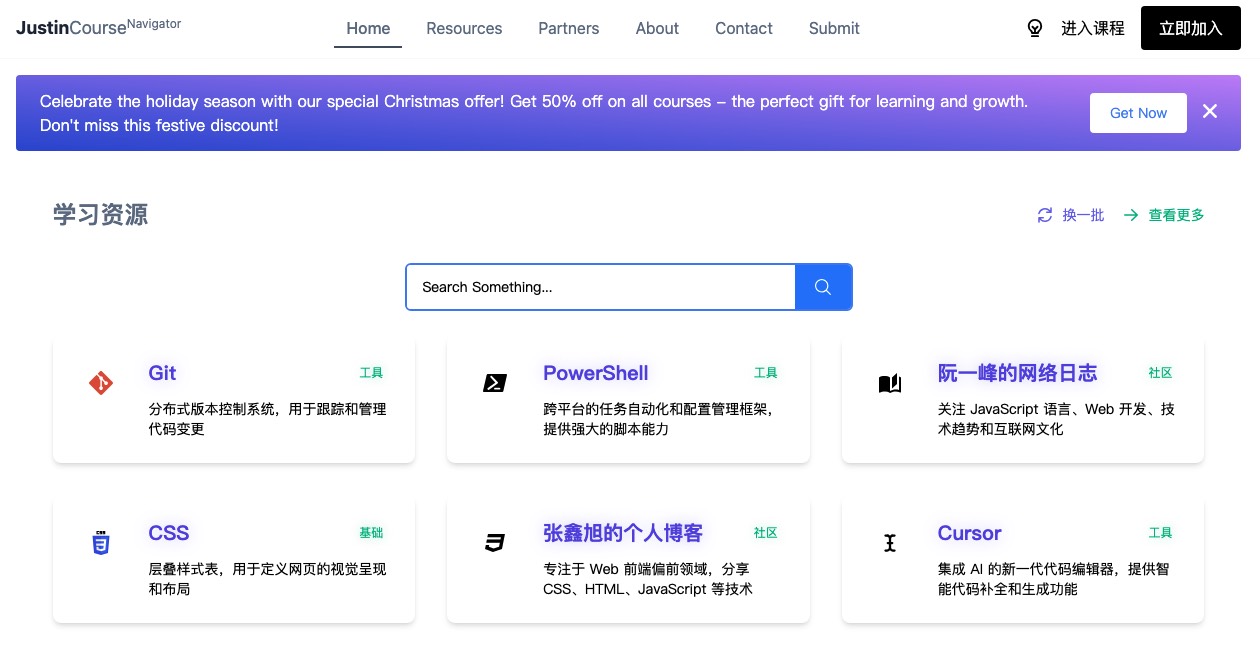 JustinCourseNavigator
Home Resources Partners About Contact Submit
进入课程 立即加入
Celebrate the holiday season with our special Christmas offer! Get 50% off on all courses – the perfect gift for learning and growth.
Don't miss this festive discount!
Get Now
学习资源
换一批 查看更多
Search Something...
Git 工具
分布式版本控制系统，用于跟踪和管理
代码变更
PowerShell 工具
跨平台的任务自动化和配置管理框架，
提供强大的脚本能力
阮一峰的网络日志 社区
关注 JavaScript 语言、Web 开发、技
术趋势和互联网文化
CSS 基础
层叠样式表，用于定义网页的视觉呈现
和布局
张鑫旭的个人博客 社区
专注于 Web 前端偏前领域，分享
CSS、HTML、JavaScript 等技术
Cursor 工具
集成 AI 的新一代代码编辑器，提供智
能代码补全和生成功能